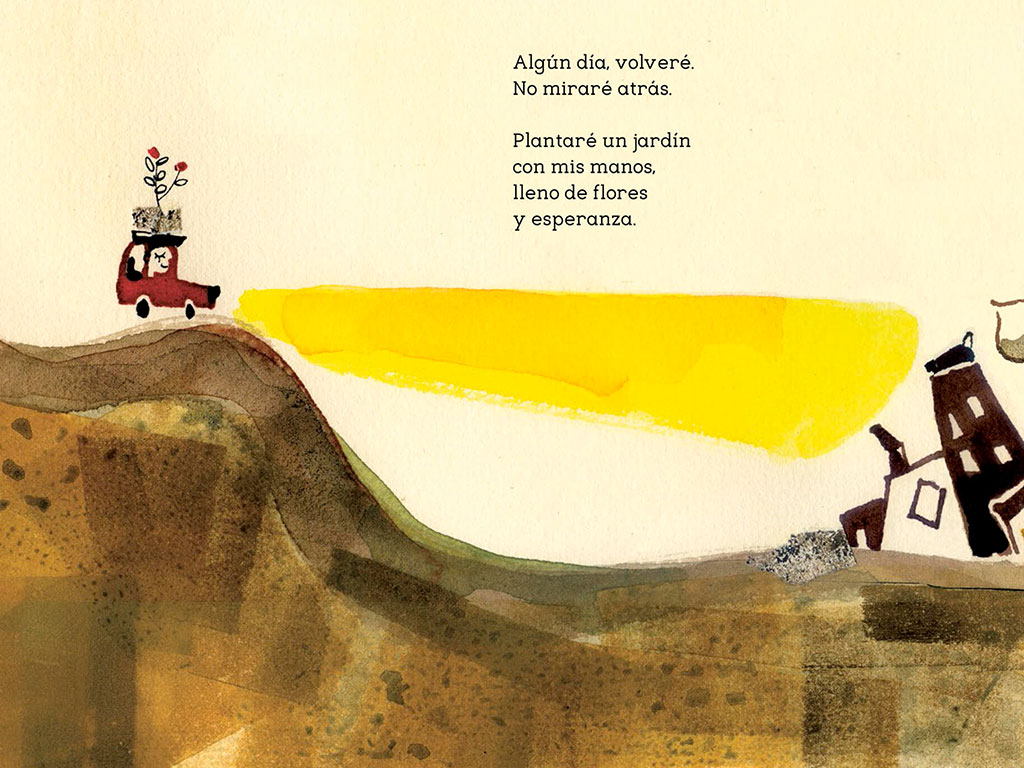 Algún día, volveré.
No miraré atrás.
Plantaré un jardín
con mis manos,
lleno de flores
y esperanza.